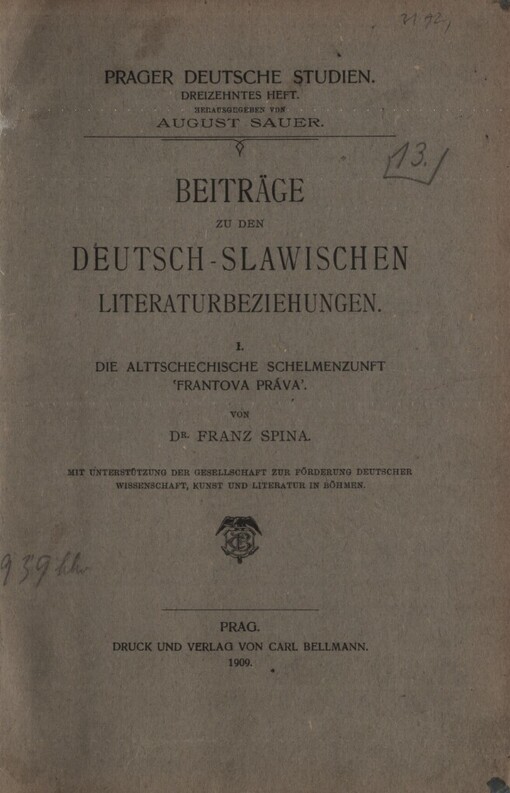 PRAGER DEUTSCHE STUDIEN.
DREIZEHNTES HEFT.
HERAUSGEGEBEN VON
AUGUST SAUER.
13.
BEITRÄGE
ZU DEN
DEUTSCH-SLAWISCHEN
LITERATURBEZIEHUNGEN.
I.
DIE ALTTSCHECHISCHE SCHELMENZUNFT
'FRANTOVA PRÁVA'.
VON
DR. FRANZ SPINA.
MIT UNTERSTÜTZUNG DER GESELLSCHAFT ZUR FÖRDERUNG DEUTSCHER
WISSENSCHAFT, KUNST UND LITERATUR IN BÖHMEN.
939
PRAG.
DRUCK UND VERLAG VON CARL BELLMANN.
1909.